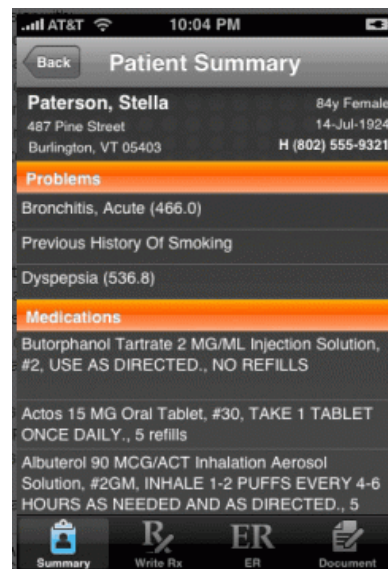 AT&T 10:04 PM
Back Patient Summary
Paterson, Stella 84y Female
487 Pine Street 14-Jul-1924
Burlington, VT 05403 H (802) 555-9321
Problems
Bronchitis, Acute (466.0)
Previous History Of Smoking
Dyspepsia (536.8)
Medications
Butorphanol Tartrate 2 MG/ML Injection Solution,
#2, USE AS DIRECTED., NO REFILLS
Actos 15 MG Oral Tablet, #30, TAKE 1 TABLET
ONCE DAILY., 5 refills
Albuterol 90 MCG/ACT Inhalation Aerosol
Solution, #2GM, INHALE 1-2 PUFFS EVERY 4-6
HOURS AS NEEDED AND AS DIRECTED., 5
Rx ER
Summary Write Rx ER Document